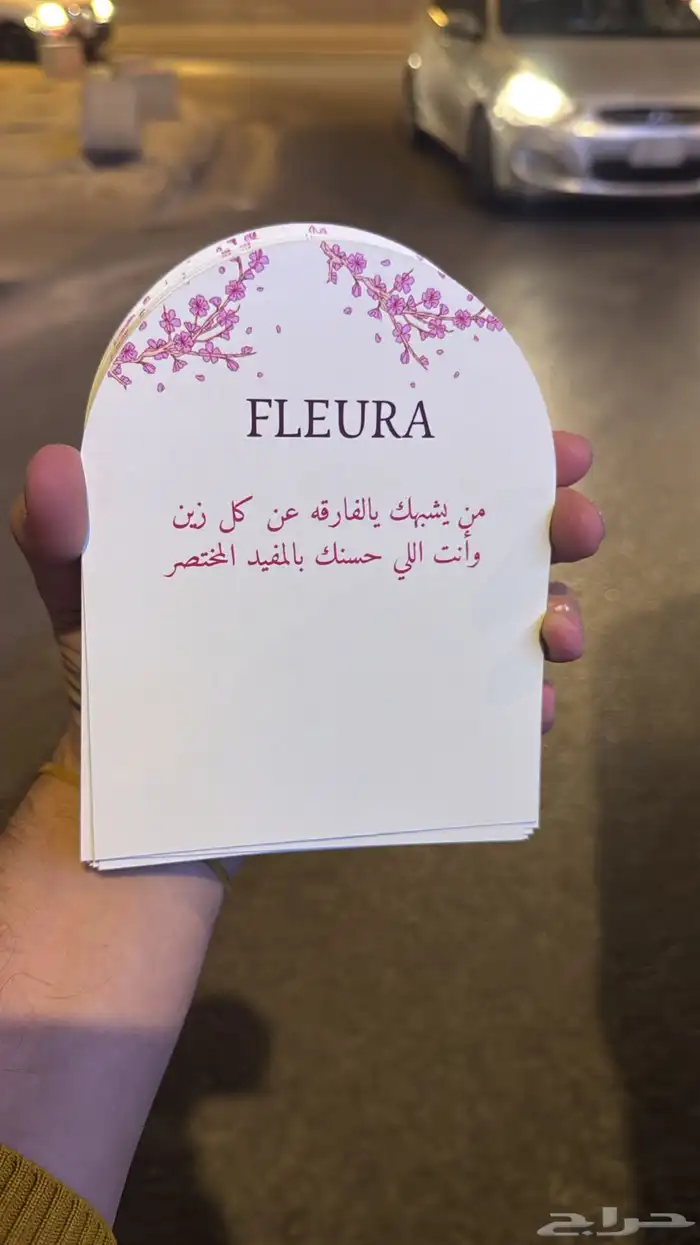 FLEURA
من يشبهك يالفارقه عن كل زين
وأنت اللي حسنك بالمفيد المختصر
حراج